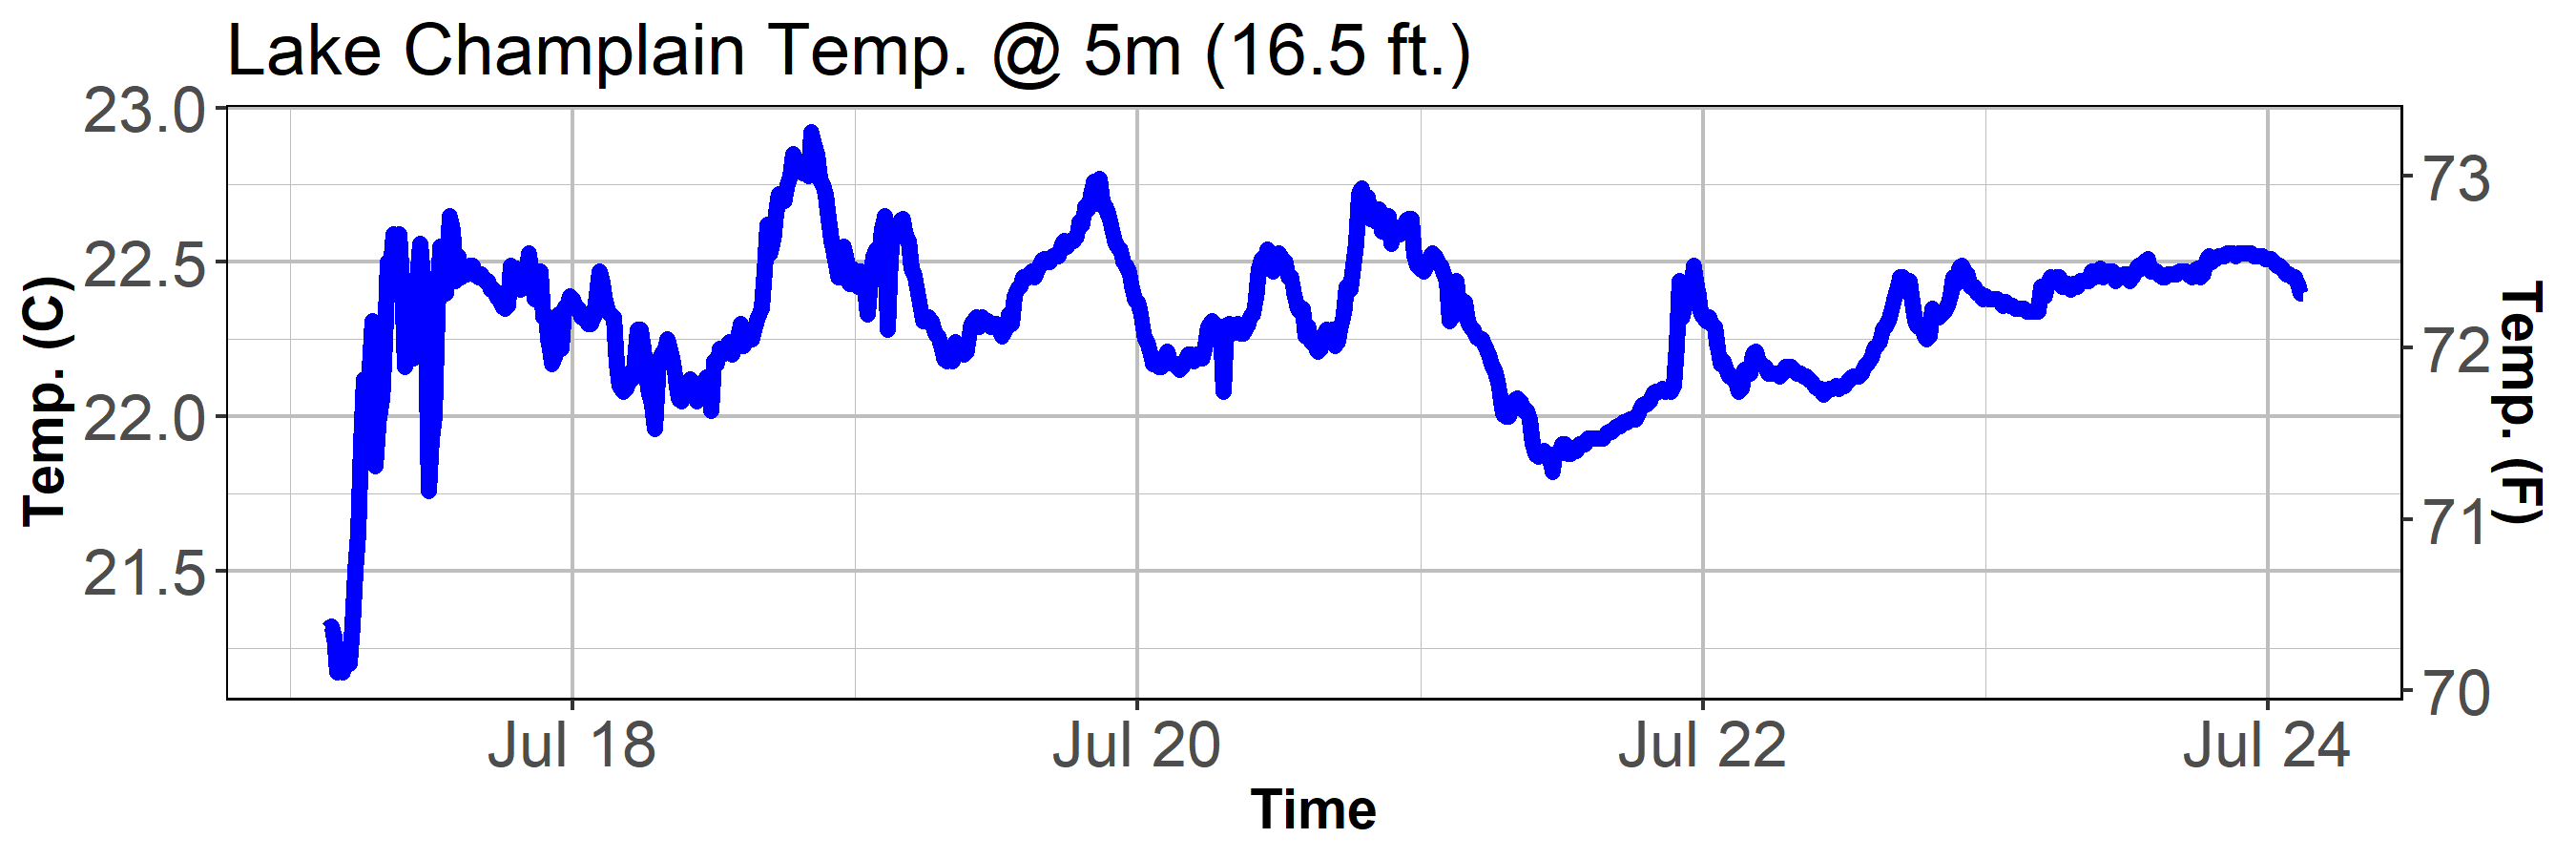 Lake Champlain Temp. @ 5m (16.5 ft.)
23.0
22.5
22.0
21.5
Temp. (C)
73
72
71
70
Temp. (F)
Jul 18 Jul 20 Jul 22 Jul 24
Time